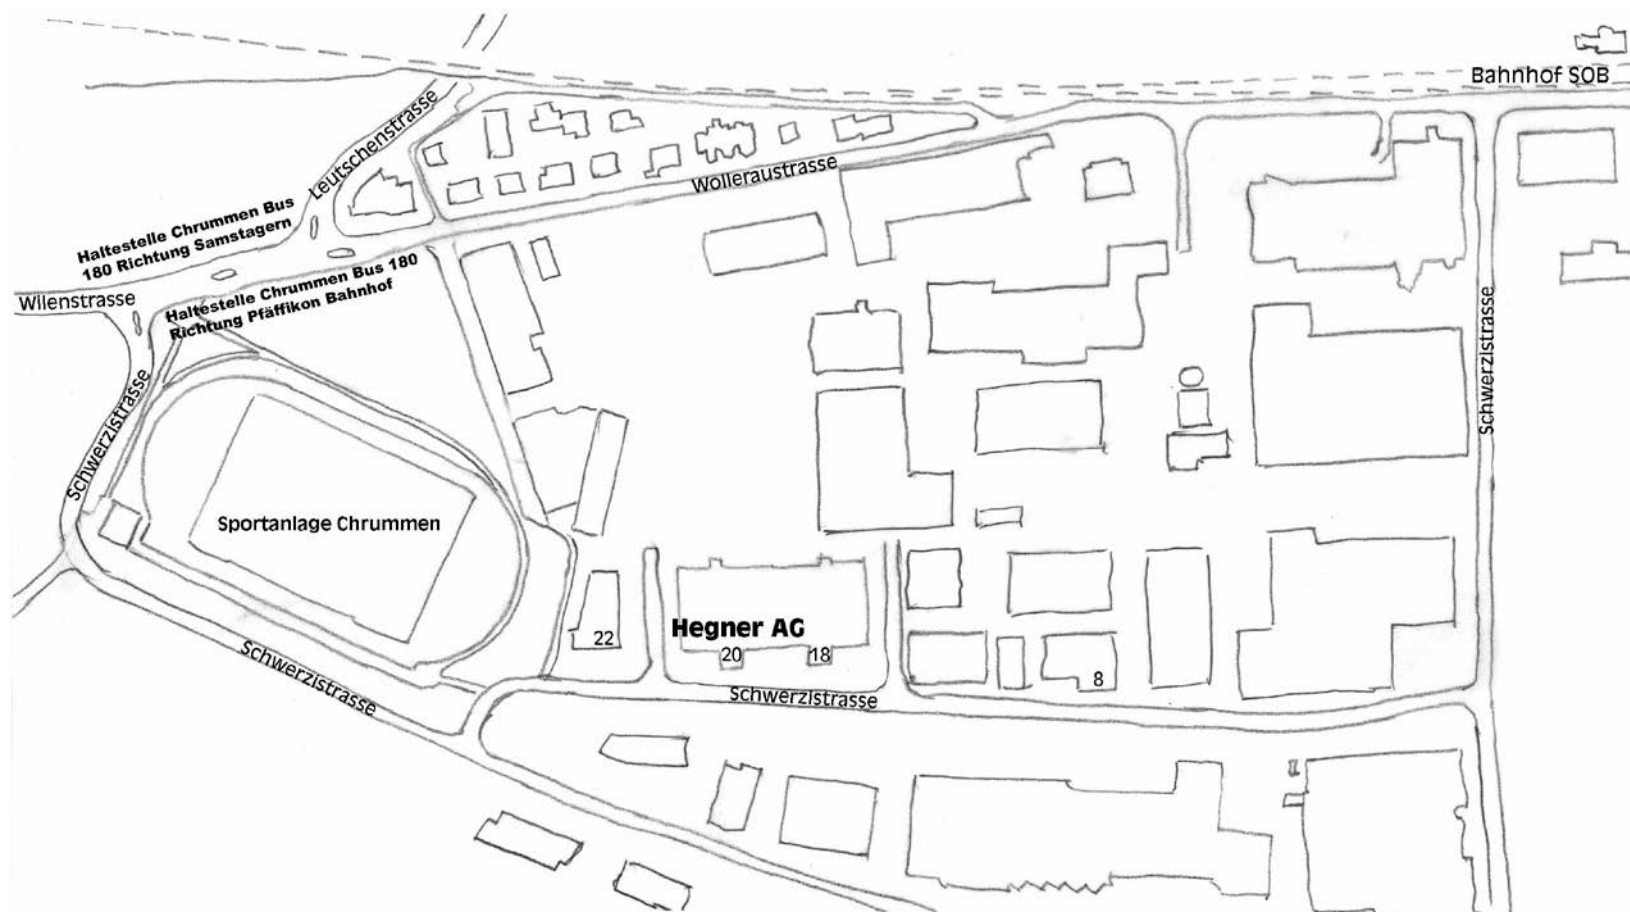 Bahnhof SOB
Leutschenstrasse
Wolleraustrasse
Haltestelle Chrummen Bus
180 Richtung Samstagern
Haltestelle Chrummen Bus 180
Richtung Pfäffikon Bahnhof
Wilenstrasse
Schwerzistrasse
Schwerzistrasse
Sportanlage Chrummen
Hegner AG
22
20
18
8
Schwerzistrasse
Schwerzistrasse